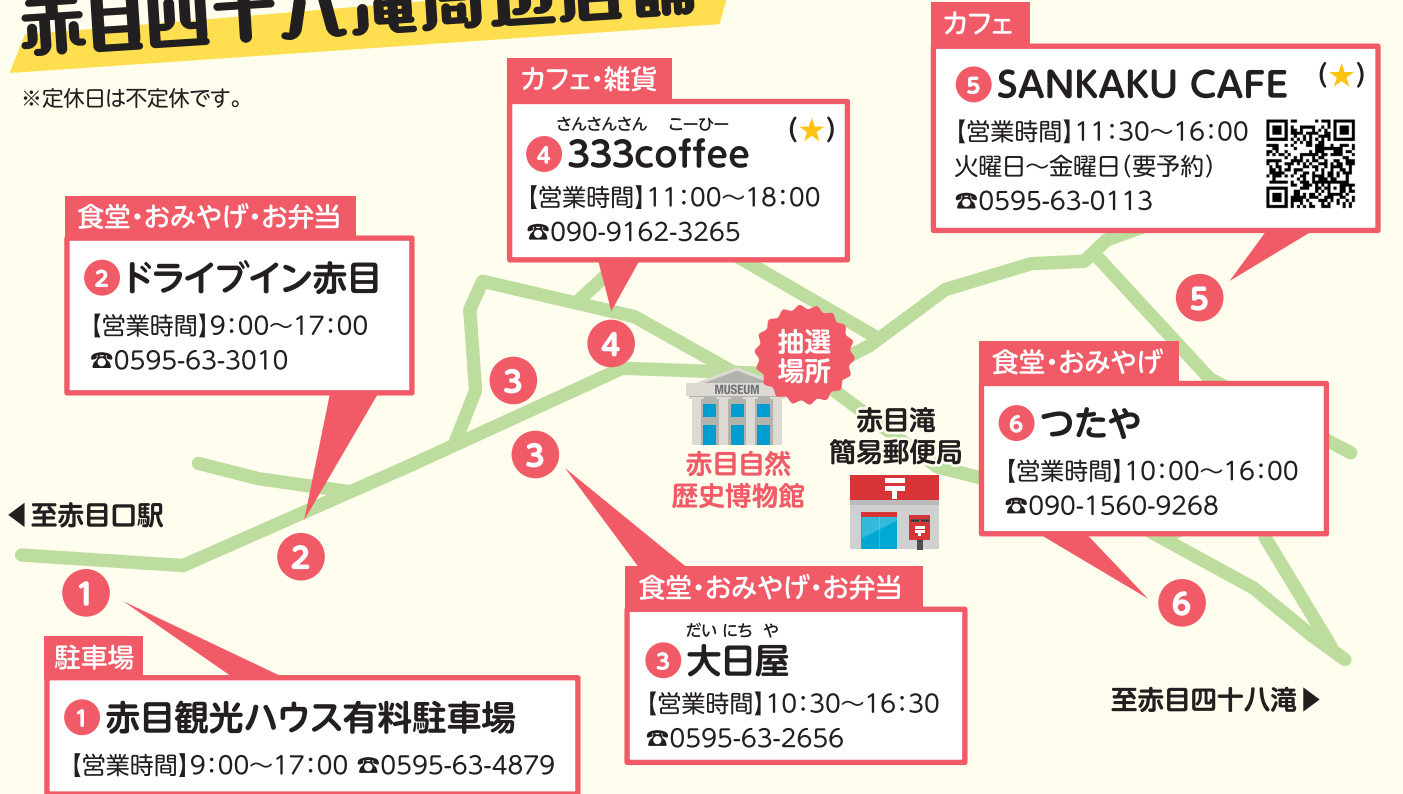 赤目四十八滝周辺店舗
※定休日は不定休です。
カフェ
5 SANKAKU CAFE (★)
【営業時間】11：30～16：00
火曜日～金曜日（要予約）
☎0595-63-0113
カフェ・雑貨
さんさんさん こーひー
4 333coffee (★)
【営業時間】11：00～18：00
☎090-9162-3265
食堂・おみやげ・お弁当
2 ドライブイン赤目
【営業時間】9：00～17：00
☎0595-63-3010
5
4
抽選
場所
3
MUSEUM
赤目自然
歴史博物館
赤目滝
簡易郵便局
〒
〒
食堂・おみやげ
6 つたや
【営業時間】10：00～16：00
☎090-1560-9268
3
◀至赤目口駅
2
1
6
食堂・おみやげ・お弁当
だい にち や
3 大日屋
【営業時間】10：30～16：30
☎0595-63-2656
駐車場
1 赤目観光ハウス有料駐車場
【営業時間】9：00～17：00 ☎0595-63-4879
至赤目四十八滝▶